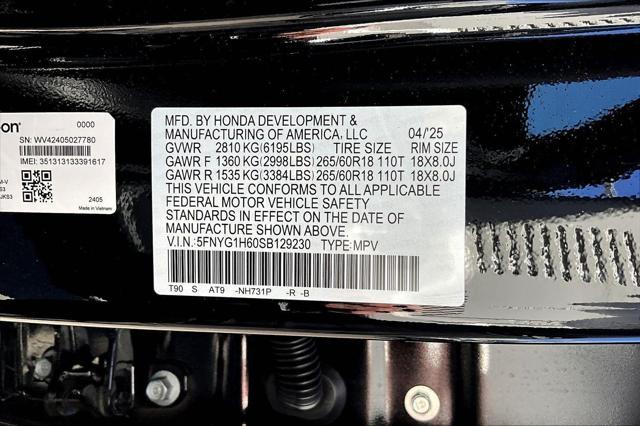 -on 0000
SN: WV42405027780
IMEI: 351313133391617
M-V
S3
JKS3
2405
Made in Vietnam
MFD. BY HONDA DEVELOPMENT &
MANUFACTURING OF AMERICA, LLC 04/'25
GVWR 2810 KG(6195LBS) TIRE SIZE RIM SIZE
GAWR F 1360 KG(2998LBS) 265/60R18 110T 18X8.0J
GAWR R 1535 KG(3384LBS) 265/60R18 110T 18X8.0J
THIS VEHICLE CONFORMS TO ALL APPLICABLE
FEDERAL MOTOR VEHICLE SAFETY
STANDARDS IN EFFECT ON THE DATE OF
MANUFACTURE SHOWN ABOVE.
V.I.N.: 5FNYG1H60SB129230 TYPE: MPV
T90 S AT9 -NH731P -R -B